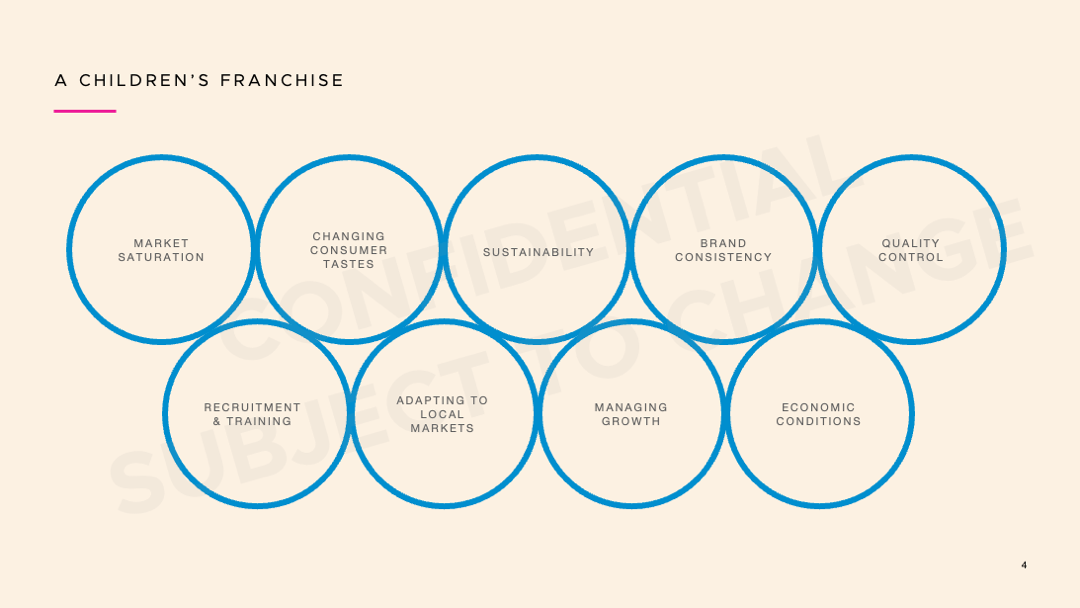 A CHILDREN'S FRANCHISE
MARKET
SATURATION
CHANGING
CONSUMER
TASTES
SUSTAINABILITY
BRAND
CONSISTENCY
QUALITY
CONTROL
RECRUITMENT
& TRAINING
ADAPTING TO
LOCAL
MARKETS
MANAGING
GROWTH
ECONOMIC
CONDITIONS
CONFIDENTIAL
SUBJECT TO CHANGE
4